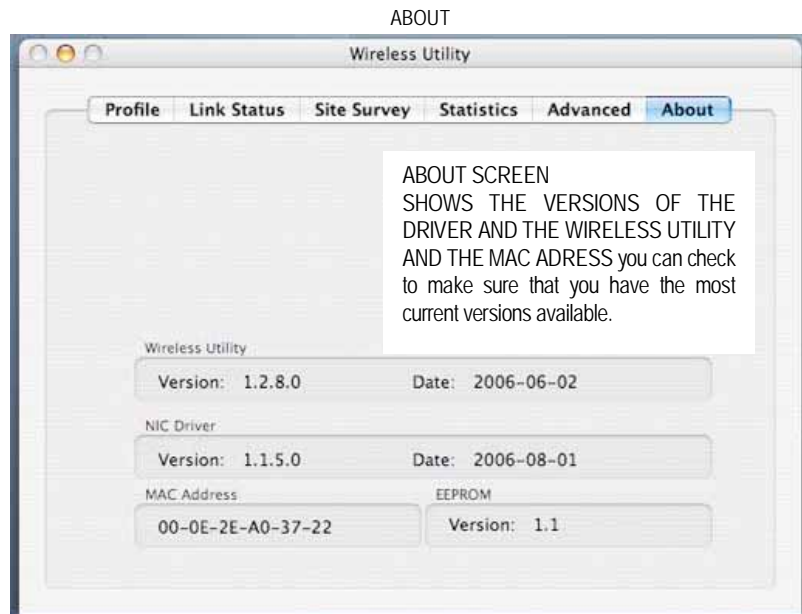 ABOUT
Wireless Utility
Profile Link Status Site Survey Statistics Advanced About
ABOUT SCREEN
SHOWS THE VERSIONS OF THE
DRIVER AND THE WIRELESS UTILITY
AND THE MAC ADRESS you can check
to make sure that you have the most
current versions available.
Wireless Utility
Version: 1.2.8.0 Date: 2006-06-02
NIC Driver
Version: 1.1.5.0 Date: 2006-08-01
MAC Address EEPROM
00-0E-2E-A0-37-22 Version: 1.1